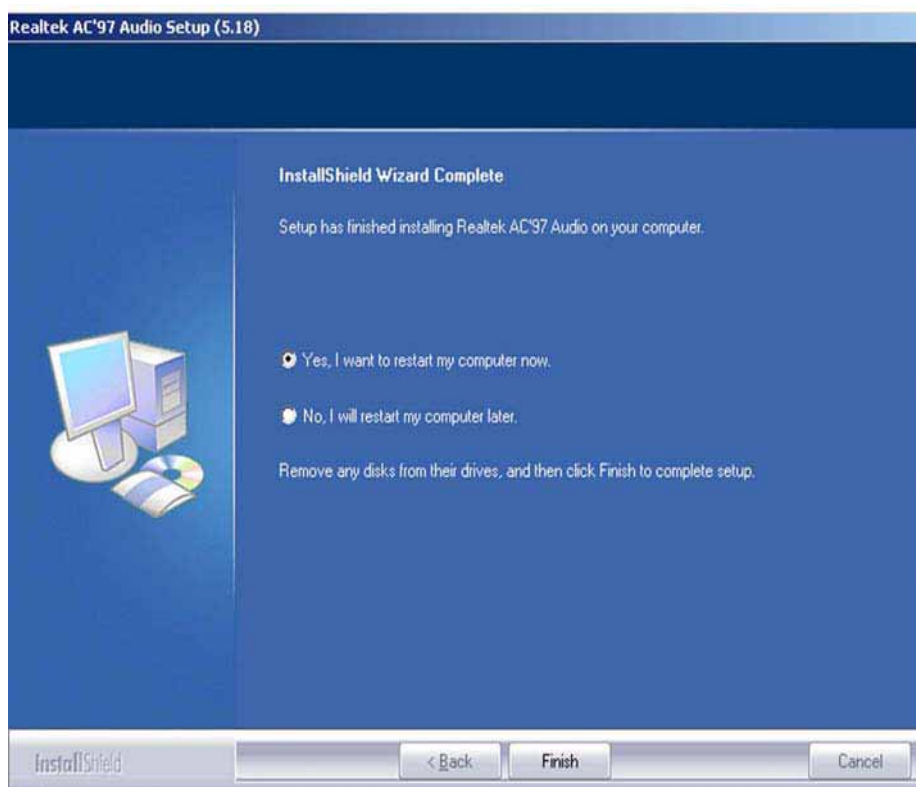 Realtek AC'97 Audio Setup (5.18)
InstallShield Wizard Complete
Setup has finished installing Realtek AC'97 Audio on your computer.
Yes, I want to restart my computer now.
No, I will restart my computer later.
Remove any disks from their drives, and then click Finish to complete setup.
InstallShield
< Back
Finish
Cancel